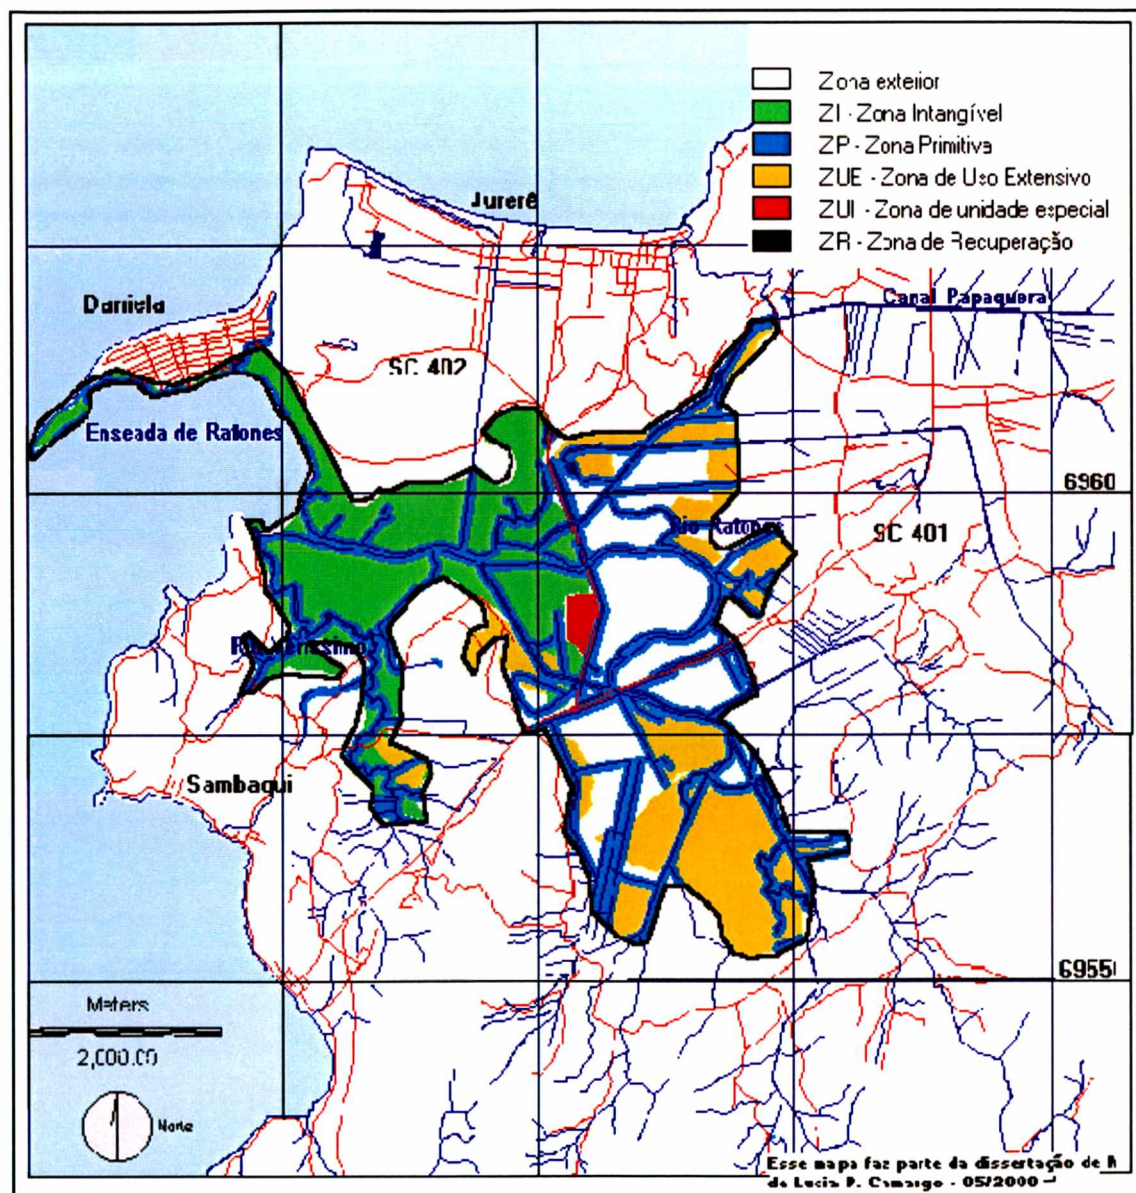 Zona exterior
ZI - Zona Intangível
ZP - Zona Primitiva
ZUE - Zona de Uso Extensivo
ZUI - Zona de unidade especial
ZR - Zona de Recuperação
Jurerê
Daniela
Canal Papaquara
SC 402
Enseada de Ratones
6960
Rio Ratones
SC 401
Rio Veríssimo
Sambaqui
6955
Meters
2,000.00
Norte
Esse mapa faz parte da dissertação de M
de Lucia P. Camargo - 05/2000